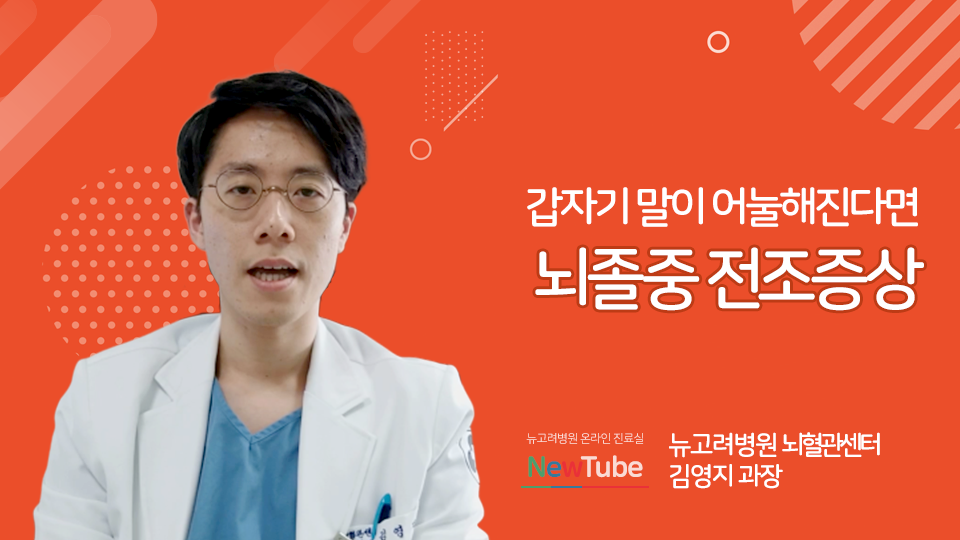 갑자기 말이 어눌해진다면
뇌졸중 전조증상
뉴고려병원 온라인 진료실
NewTube
뉴고려병원 뇌혈관센터
김영지 과장